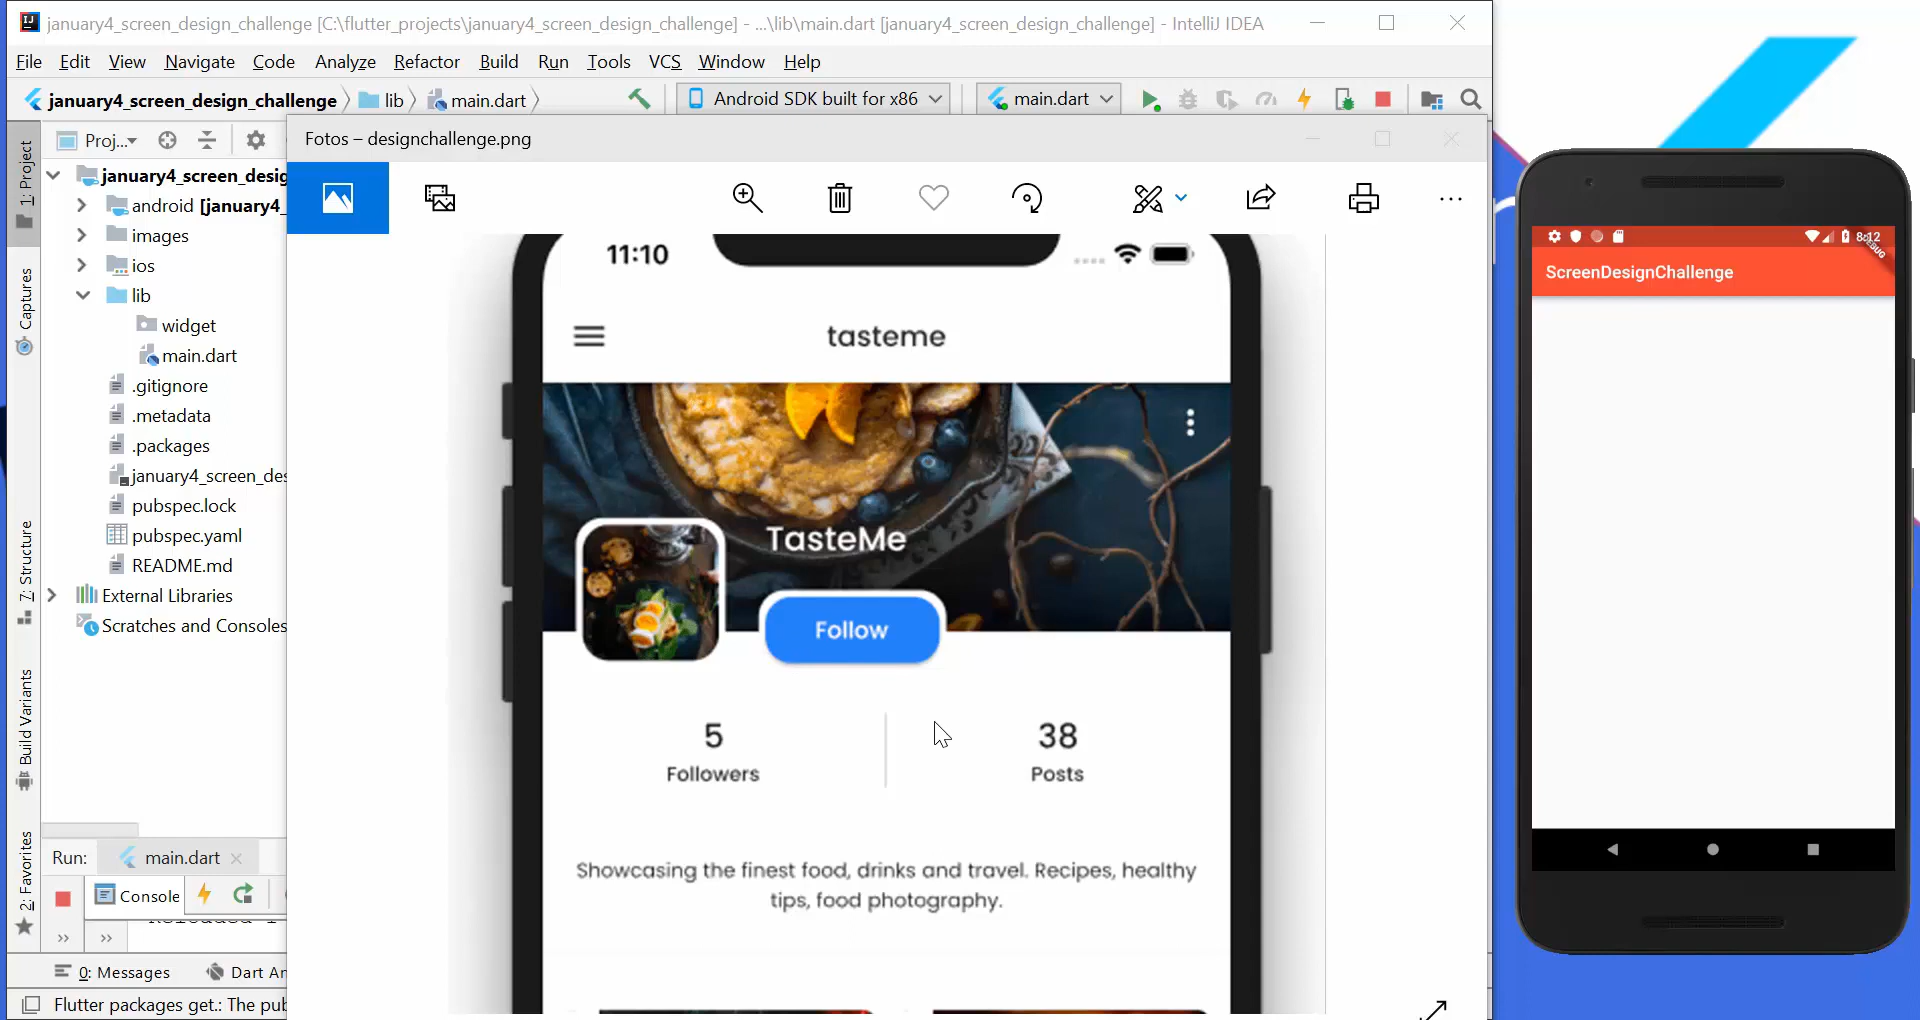 january4_screen_design_challenge [C:\flutter_projects\january4_screen_design_challenge] - ...\lib\main.dart [january4_screen_design_challenge] - IntelliJ IDEA
File Edit View Navigate Code Analyze Refactor Build Run Tools VCS Window Help
january4_screen_design_challenge lib main.dart Android SDK built for x86 main.dart
1: Project
Captures
7: Structure
Build Variants
2: Favorites
Proj...
january4_screen_desig
android [january4_
images
ios
lib
widget
main.dart
.gitignore
.metadata
.packages
january4_screen_des
pubspec.lock
pubspec.yaml
README.md
External Libraries
Scratches and Consoles
Run: main.dart
Console
0: Messages Dart An
Flutter packages get.: The pub
Fotos – designchallenge.png
11:10
tasteme
TasteMe
Follow
5
Followers
38
Posts
Showcasing the finest food, drinks and travel. Recipes, healthy
tips, food photography.
8:12
DEBUG
ScreenDesignChallenge